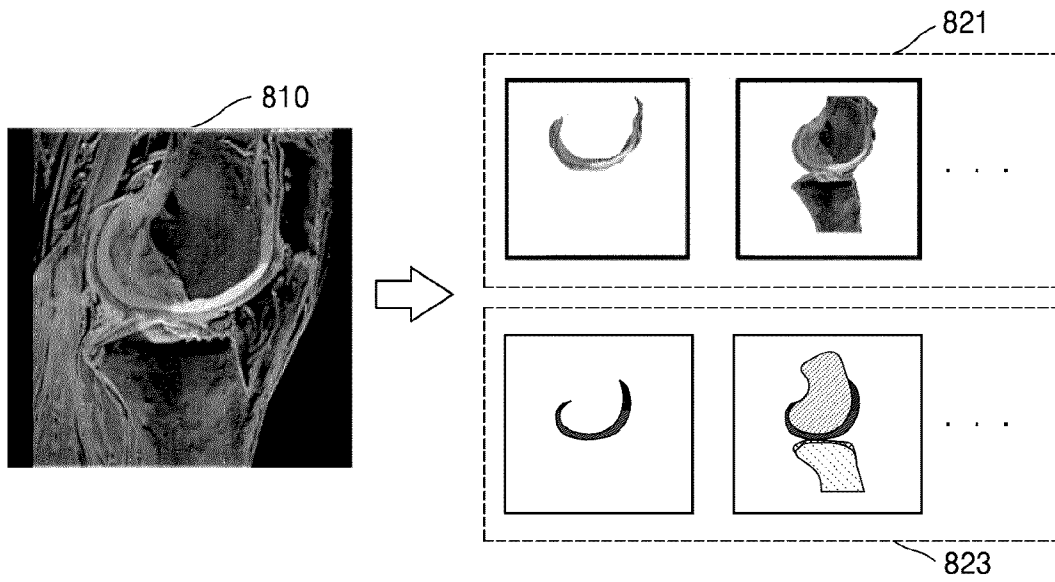 821
810
. . .
. . .
823